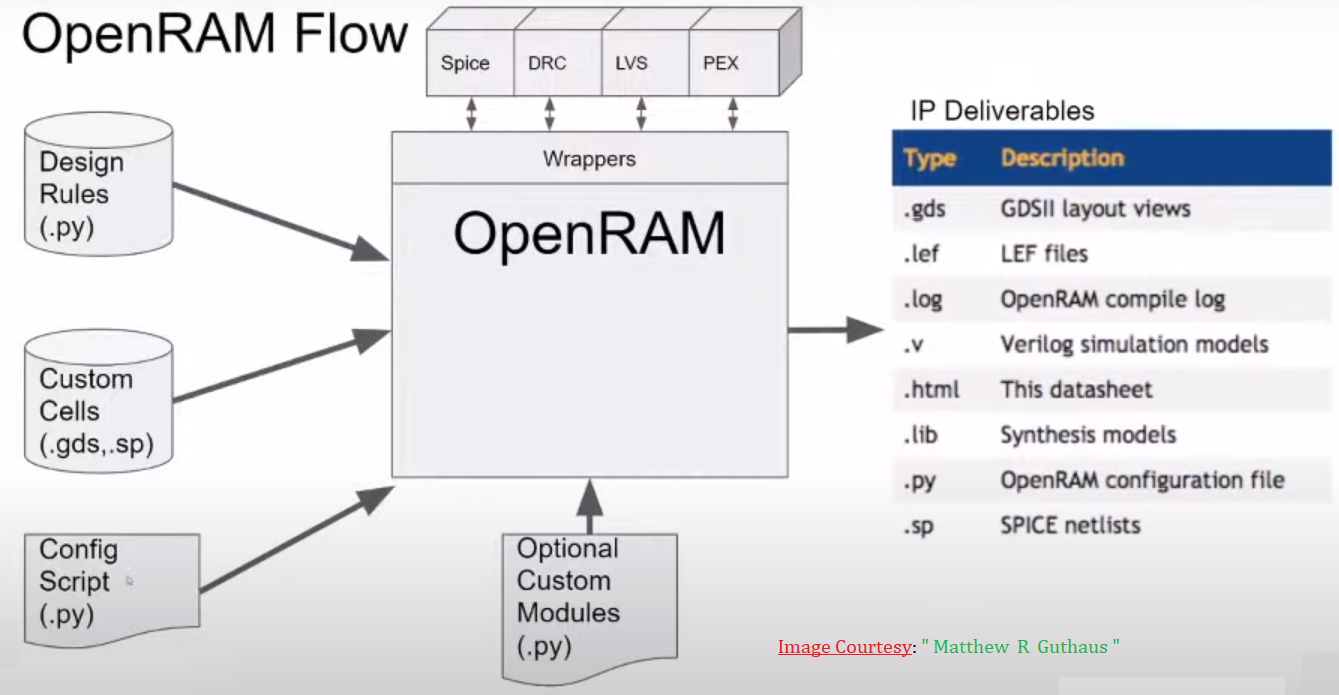 OpenRAM Flow
Spice DRC LVS PEX
Wrappers
OpenRAM
Design
Rules
(.py)
Custom
Cells
(.gds,.sp)
Config
Script
(.py)
Optional
Custom
Modules
(.py)
IP Deliverables
Type Description
.gds GDSII layout views
.lef LEF files
.log OpenRAM compile log
.v Verilog simulation models
.html This datasheet
.lib Synthesis models
.py OpenRAM configuration file
.sp SPICE netlists
Image Courtesy: " Matthew R Guthaus "